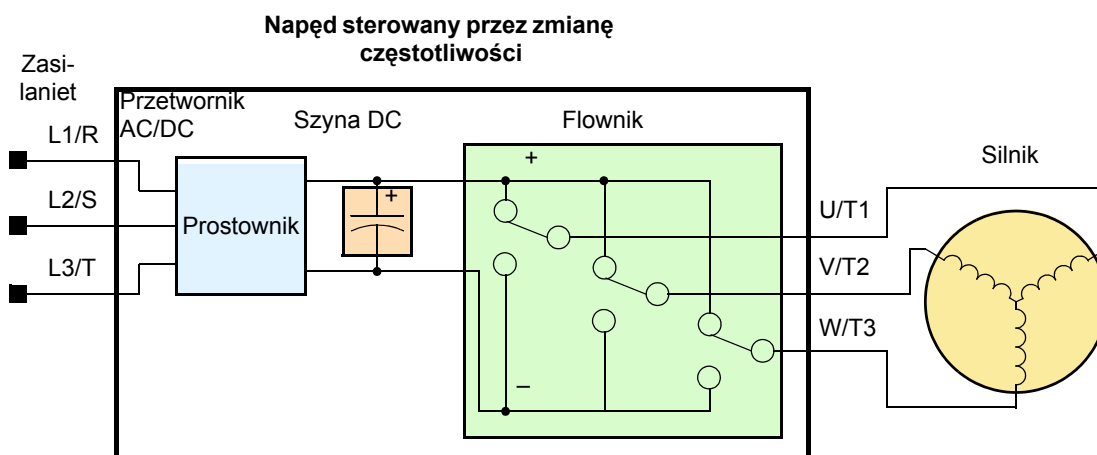 Napęd sterowany przez zmianę
częstotliwości
Zasi-
laniet
Przetwornik
AC/DC
Szyna DC
Flownik
Silnik
L1/R
L2/S
L3/T
Prostownik
+
+
–
U/T1
V/T2
W/T3